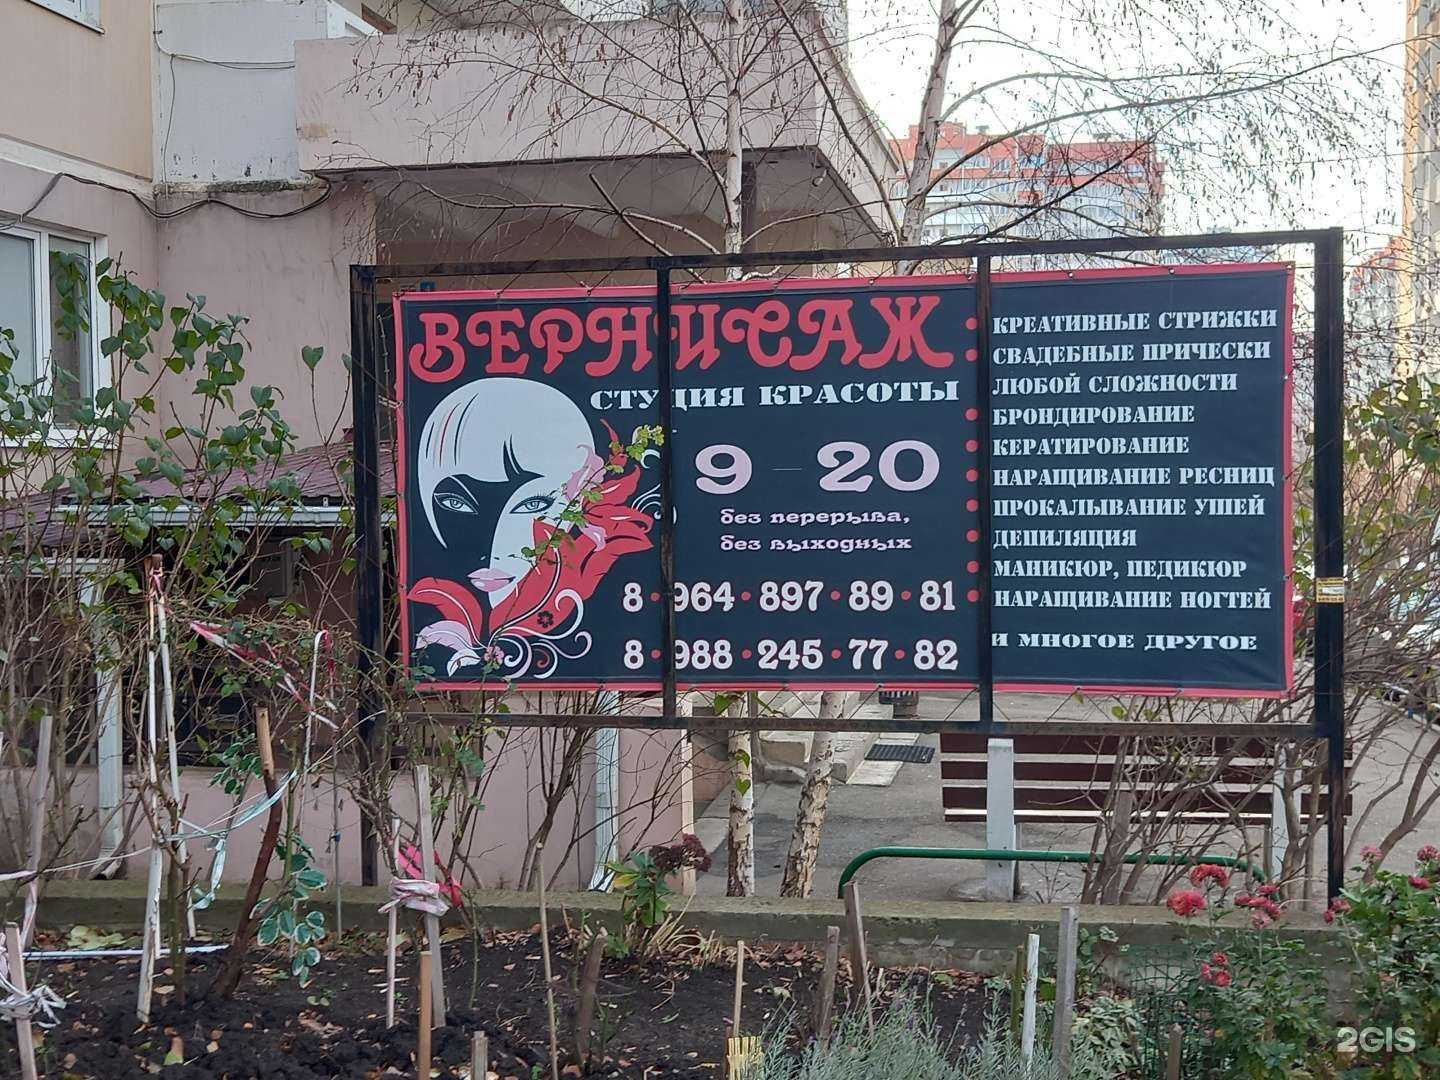 ВЕРНИСАЖ
СТУДИЯ КРАСОТЫ
9 - 20
без перерыва,
без выходных
8•964•897•89•81
8•988•245•77•82
КРЕАТИВНЫЕ СТРИЖКИ
СВАДЕБНЫЕ ПРИЧЕСКИ
ЛЮБОЙ СЛОЖНОСТИ
БРОНДИРОВАНИЕ
КЕРАТИРОВАНИЕ
НАРАЩИВАНИЕ РЕСНИЦ
ПРОКАЛЫВАНИЕ УШЕЙ
ДЕПИЛЯЦИЯ
МАНИКЮР, ПЕДИКЮР
НАРАЩИВАНИЕ НОГТЕЙ
И МНОГОЕ ДРУГОЕ
2GIS